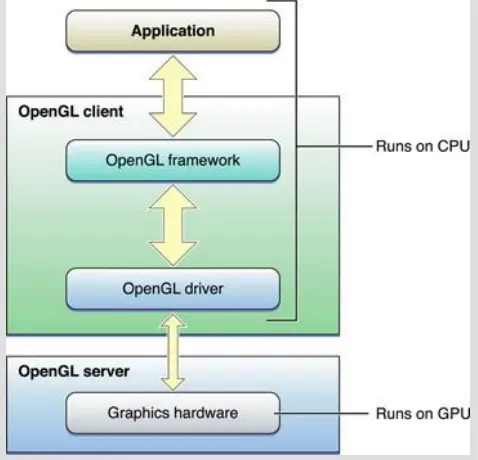 Application
OpenGL client
OpenGL framework
Runs on CPU
OpenGL driver
OpenGL server
Graphics hardware
Runs on GPU